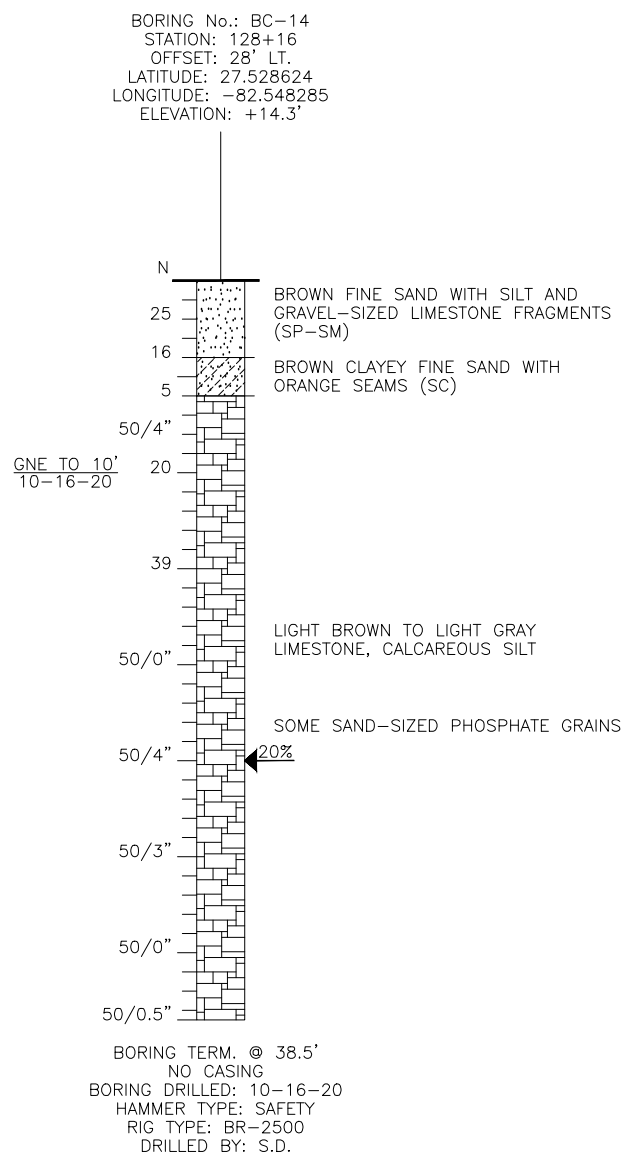 BORING No.: BC-14
STATION: 128+16
OFFSET: 28' LT.
LATITUDE: 27.528624
LONGITUDE: -82.548285
ELEVATION: +14.3'
N
BROWN FINE SAND WITH SILT AND
25
GRAVEL-SIZED LIMESTONE FRAGMENTS
(SP-SM)
16
BROWN CLAYEY FINE SAND WITH
5
ORANGE SEAMS (SC)
50/4"
GNE TO 10'
20
10-16-20
39
LIGHT BROWN TO LIGHT GRAY
LIMESTONE, CALCAREOUS SILT
50/0"
SOME SAND-SIZED PHOSPHATE GRAINS
50/4"
20%
50/3"
50/0"
50/0.5"
BORING TERM. @ 38.5'
NO CASING
BORING DRILLED: 10-16-20
HAMMER TYPE: SAFETY
RIG TYPE: BR-2500
DRILLED BY: S.D.